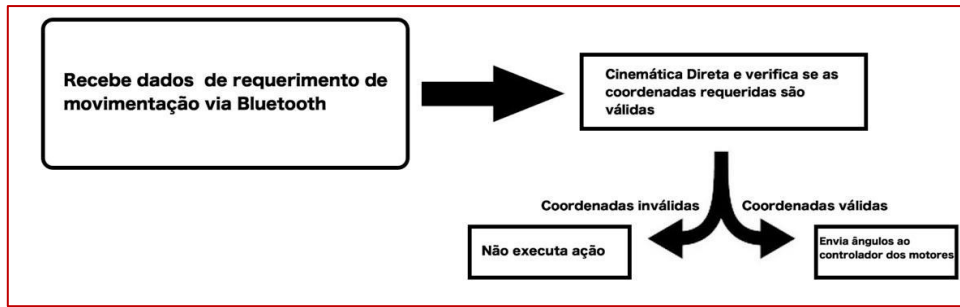 Recebe dados de requerimento de
movimentação via Bluetooth
Cinemática Direta e verifica se as
coordenadas requeridas são
válidas
Coordenadas inválidas
Coordenadas válidas
Não executa ação
Envia ângulos ao
controlador dos motores